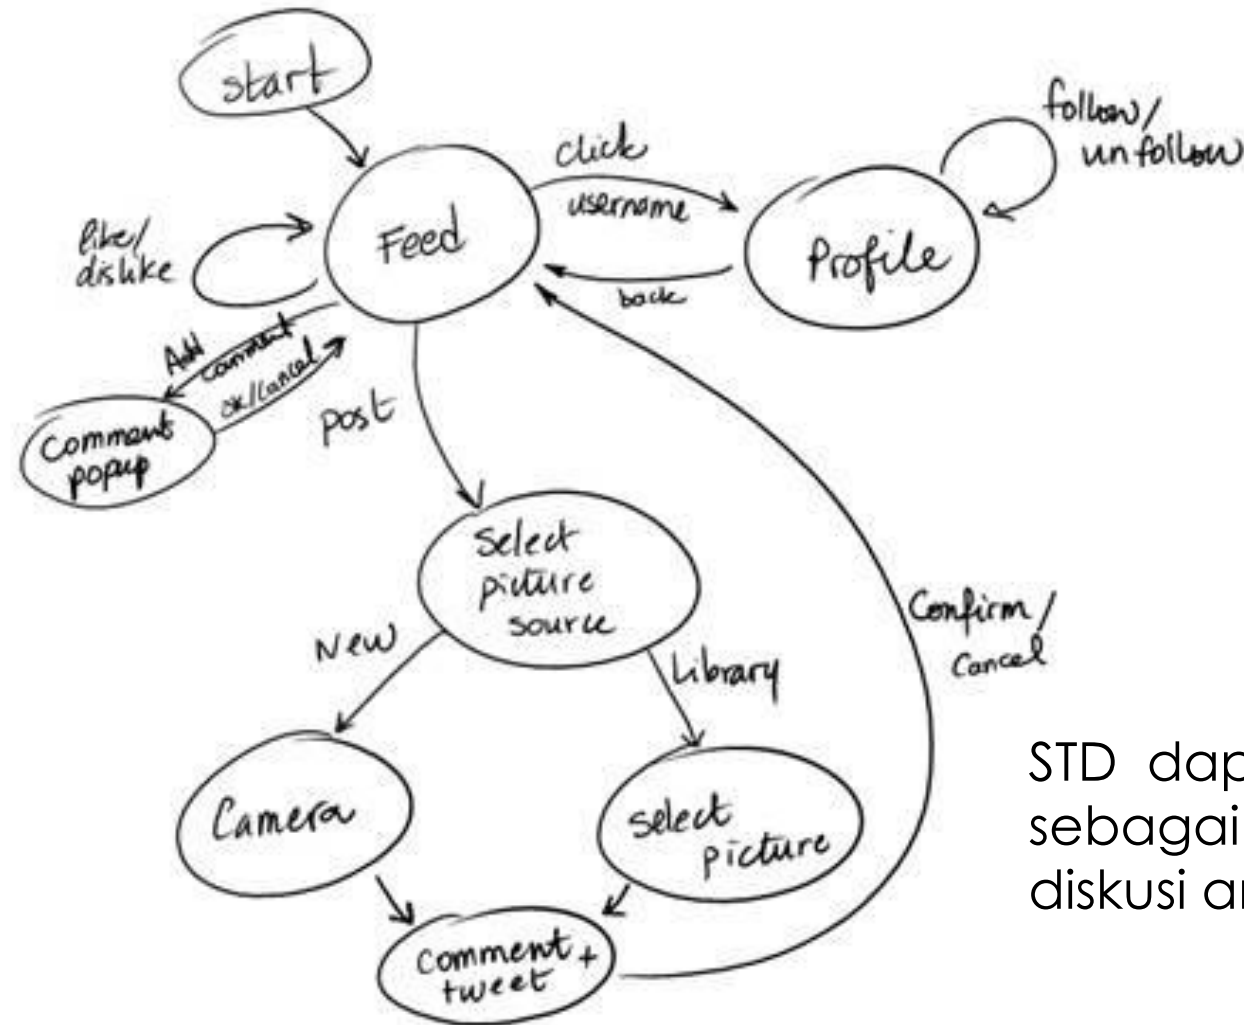 start
follow/
unfollow
click
username
Feed
Profile
like/
dislike
back
Add comment
ok/Cancel
post
Comment
popup
Select
picture
source
New
Library
Confirm/
Cancel
Camera
select
picture
STD dap
sebagai
diskusi ar
comment +
tweet